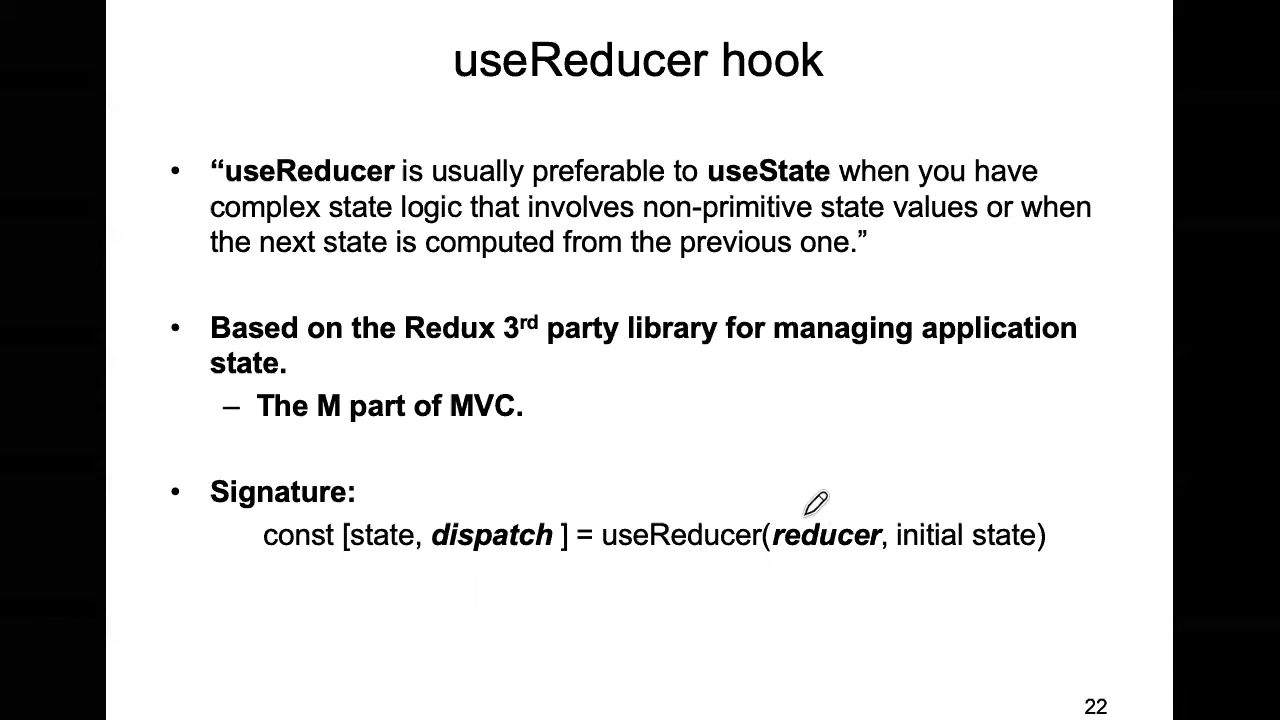 useReducer hook
• “useReducer is usually preferable to useState when you have
complex state logic that involves non-primitive state values or when
the next state is computed from the previous one.”
• Based on the Redux 3rd party library for managing application
state.
– The M part of MVC.
• Signature:
const [state, dispatch ] = useReducer(reducer, initial state)
22